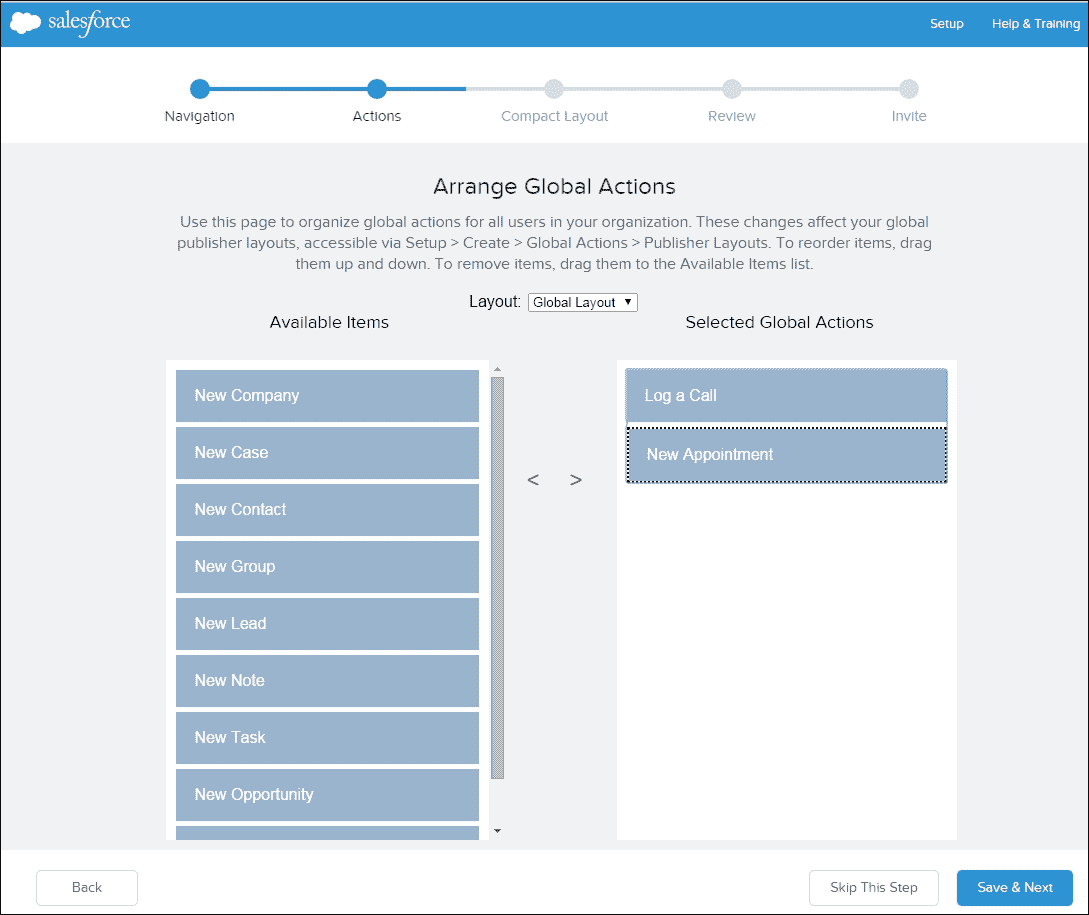 salesforce
Setup
Help & Training
Navigation
Actions
Compact Layout
Review
Invite
Arrange Global Actions
Use this page to organize global actions for all users in your organization. These changes affect your global
publisher layouts, accessible via Setup > Create > Global Actions > Publisher Layouts. To reorder items, drag
them up and down. To remove items, drag them to the Available Items list.
Layout: Global Layout
Available Items
Selected Global Actions
New Company
New Case
New Contact
New Group
New Lead
New Note
New Task
New Opportunity
< >
Log a Call
New Appointment
Back
Skip This Step
Save & Next